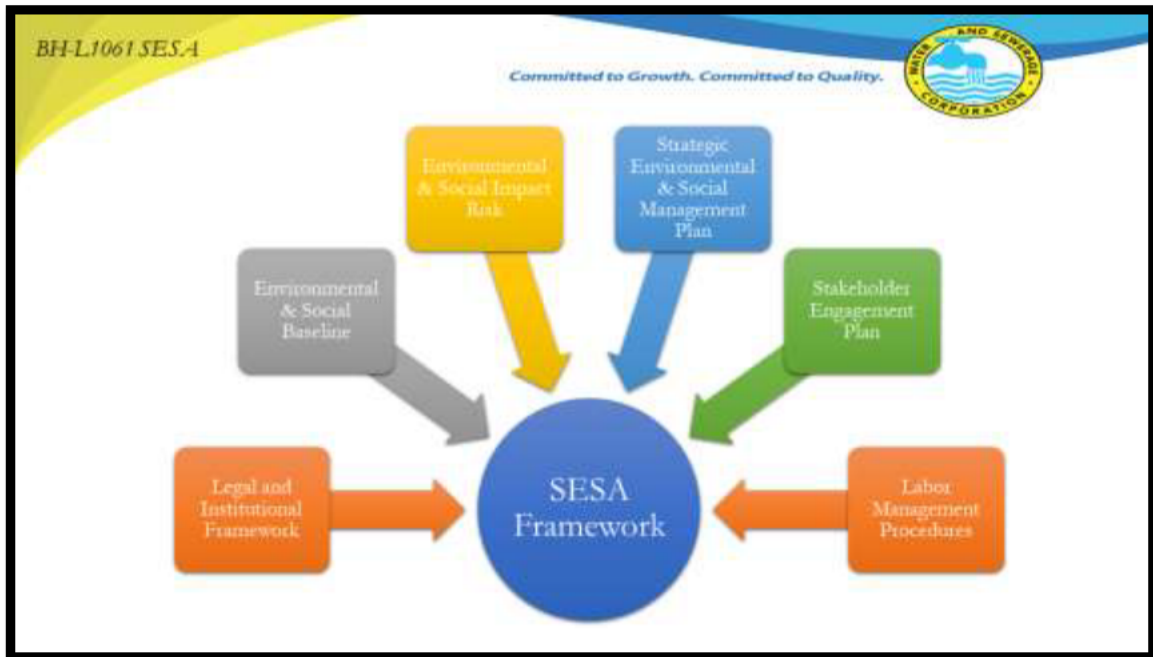 BH-L1061 SESA
Committed to Growth. Committed to Quality.
WATER AND SEWERAGE
CORPORATION
Environmental
& Social Impact
Risk
Strategic
Environmental
& Social
Management
Plan
Environmental
& Social
Baseline
Stakeholder
Engagement
Plan
Legal and
Institutional
Framework
SESA
Framework
Labor
Management
Procedures